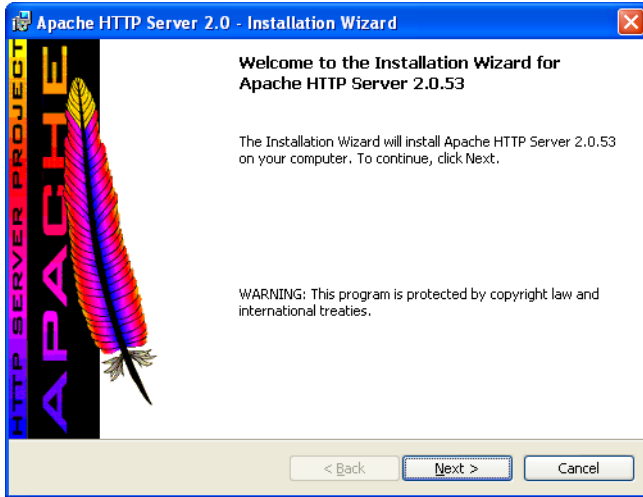 Apache HTTP Server 2.0 - Installation Wizard
HTTP SERVER PROJECT
APACHE
Welcome to the Installation Wizard for
Apache HTTP Server 2.0.53
The Installation Wizard will install Apache HTTP Server 2.0.53
on your computer. To continue, click Next.
WARNING: This program is protected by copyright law and
international treaties.
< Back
Next >
Cancel